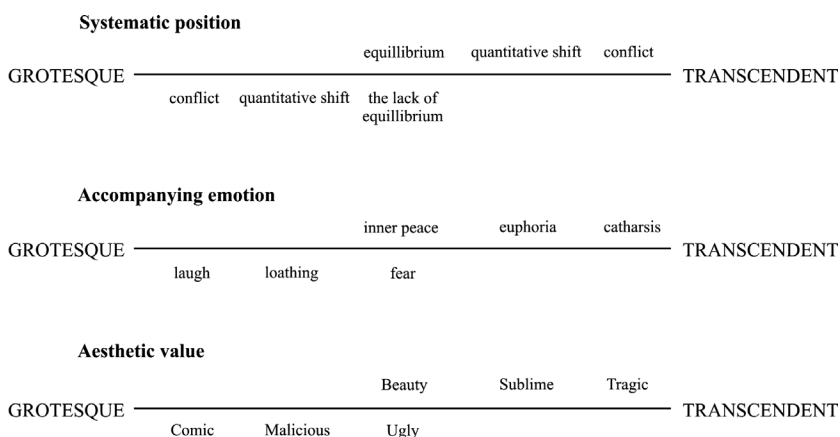 Systematic position
equillibrium quantitative shift conflict
GROTESQUE TRANSCENDENT
conflict quantitative shift the lack of
equillibrium
Accompanying emotion
inner peace euphoria catharsis
GROTESQUE TRANSCENDENT
laugh loathing fear
Aesthetic value
Beauty Sublime Tragic
GROTESQUE TRANSCENDENT
Comic Malicious Ugly